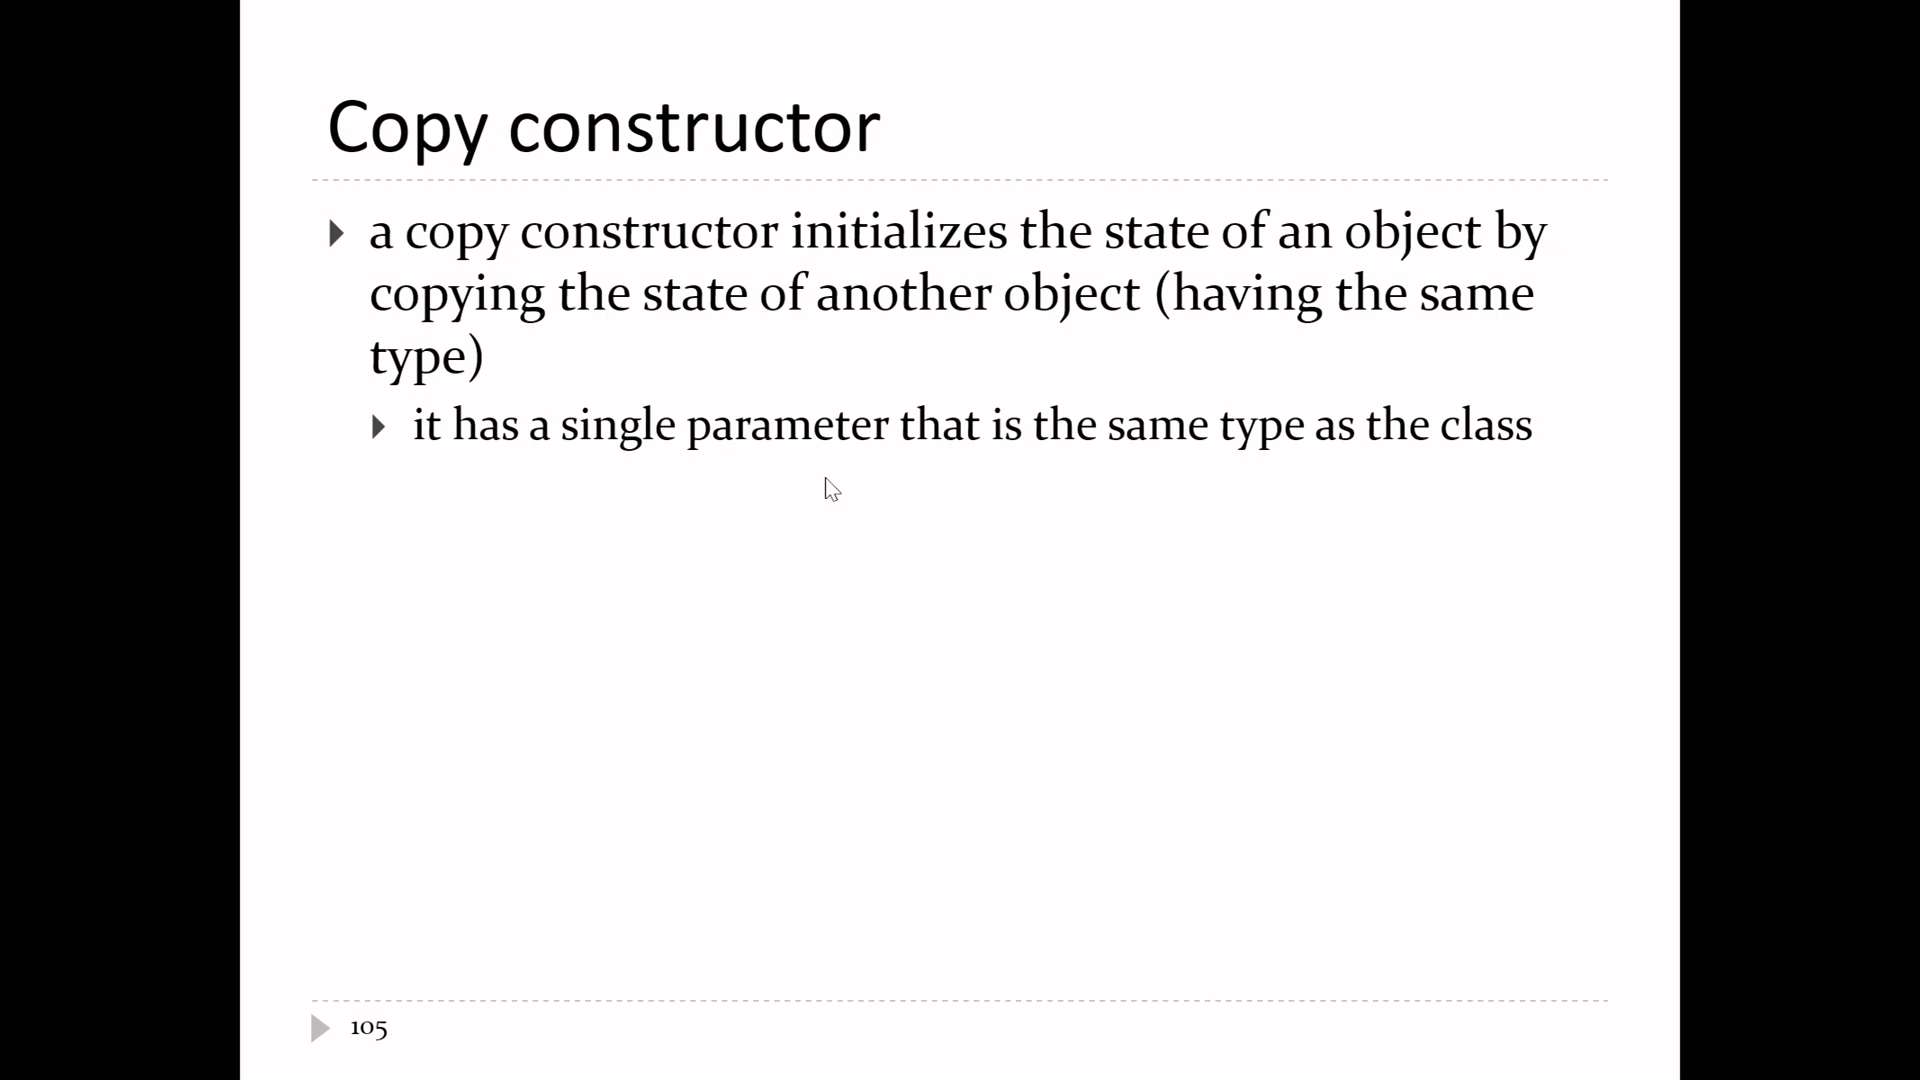 Copy constructor
a copy constructor initializes the state of an object by
copying the state of another object (having the same
type)
it has a single parameter that is the same type as the class
105